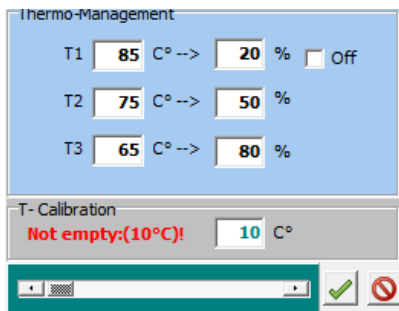 Thermo-Management
T1 85 C° --> 20 % Off
T2 75 C° --> 50 %
T3 65 C° --> 80 %
T- Calibration
Not empty:(10°C)! 10 C°